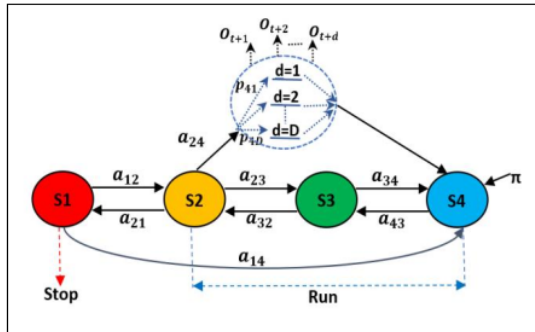 O_{t+1} O_{t+2} ..... O_{t+d}
d=1
p_{41}
d=2
p_{4D} d=D
a_{24}
a_{12} a_{23} a_{34} π
S1 S2 S3 S4
a_{21} a_{32} a_{43}
a_{14}
Stop Run